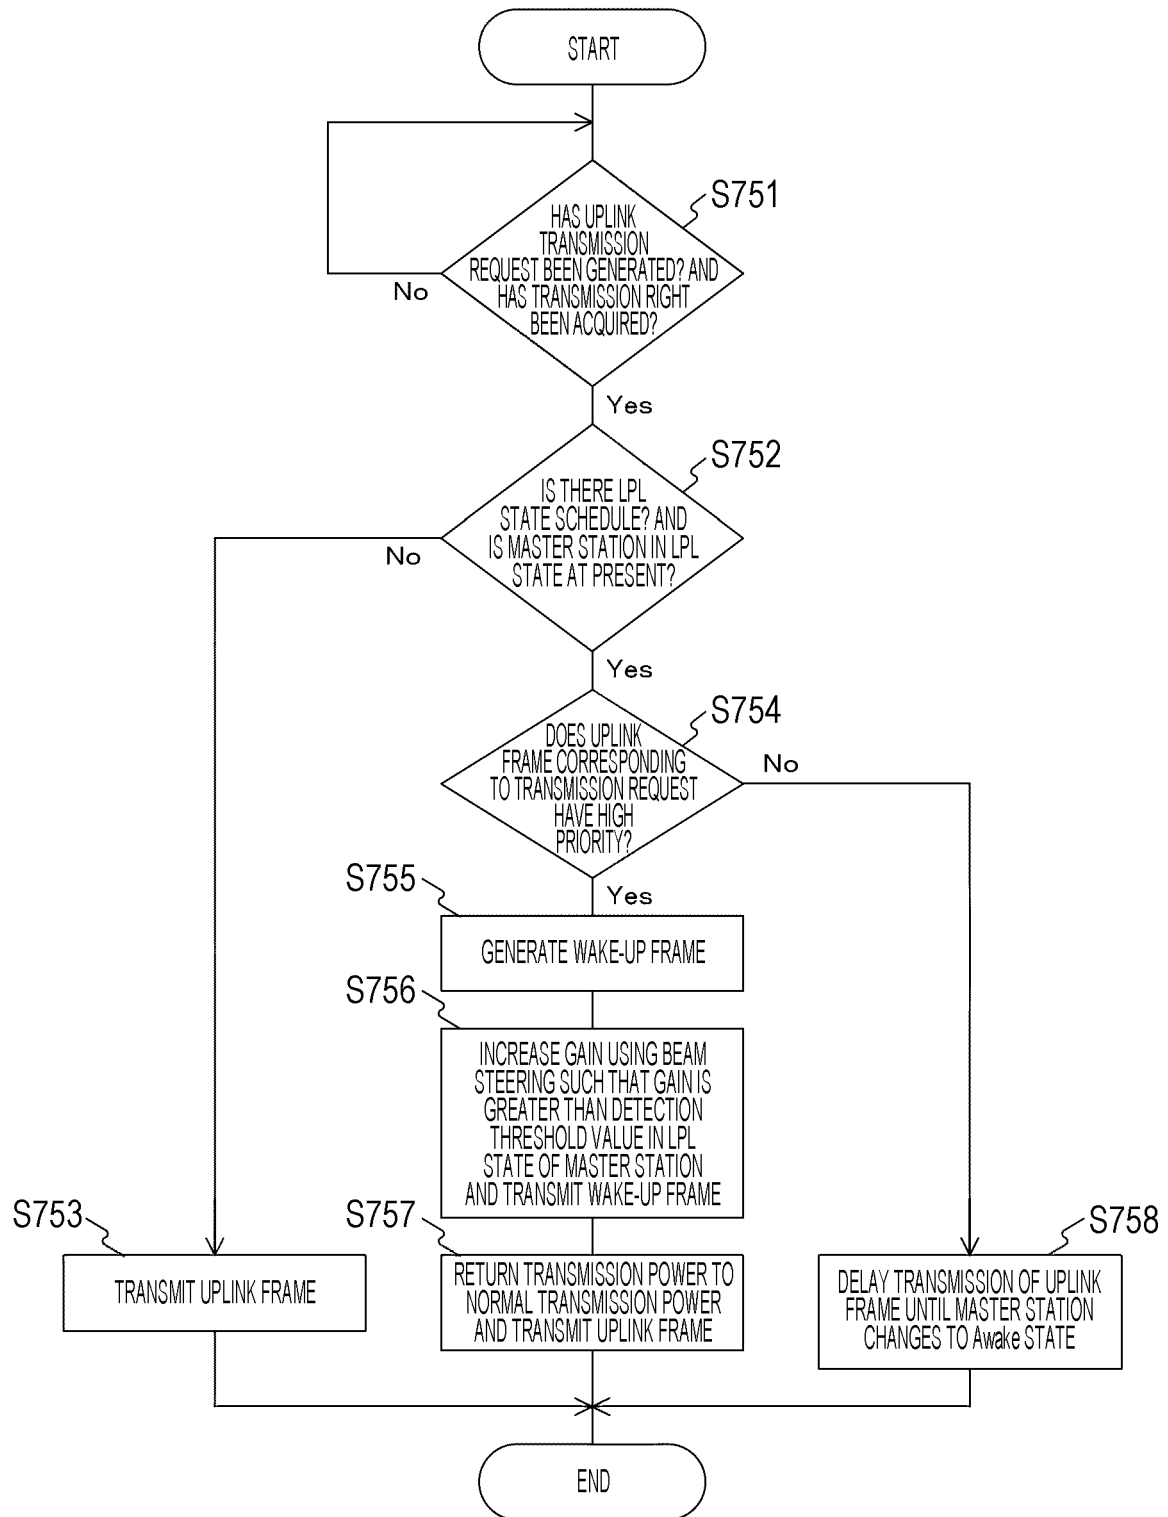 START
S751
HAS UPLINK
TRANSMISSION
REQUEST BEEN GENERATED? AND
HAS TRANSMISSION RIGHT
BEEN ACQUIRED?
No
Yes
S752
IS THERE LPL
STATE SCHEDULE? AND
IS MASTER STATION IN LPL
STATE AT PRESENT?
No
Yes
S754
DOES UPLINK
FRAME CORRESPONDING
TO TRANSMISSION REQUEST
HAVE HIGH
PRIORITY?
No
Yes
S755
GENERATE WAKE-UP FRAME
S756
INCREASE GAIN USING BEAM
STEERING SUCH THAT GAIN IS
GREATER THAN DETECTION
THRESHOLD VALUE IN LPL
STATE OF MASTER STATION
AND TRANSMIT WAKE-UP FRAME
S753
TRANSMIT UPLINK FRAME
S757
RETURN TRANSMISSION POWER TO
NORMAL TRANSMISSION POWER
AND TRANSMIT UPLINK FRAME
S758
DELAY TRANSMISSION OF UPLINK
FRAME UNTIL MASTER STATION
CHANGES TO Awake STATE
END